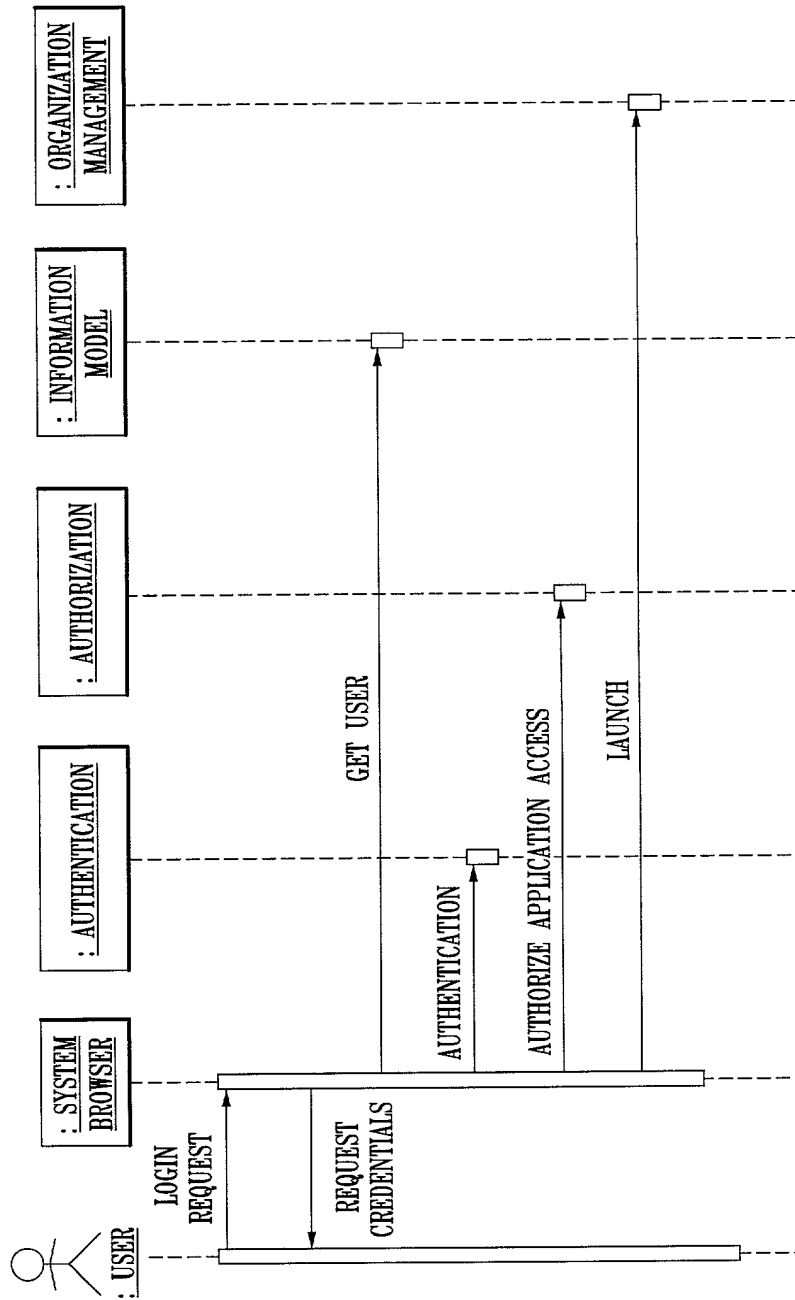 : USER
: SYSTEM
BROWSER
: AUTHENTICATION
: AUTHORIZATION
: INFORMATION
MODEL
: ORGANIZATION
MANAGEMENT
LOGIN
REQUEST
REQUEST
CREDENTIALS
GET USER
AUTHENTICATION
AUTHORIZE APPLICATION ACCESS
LAUNCH